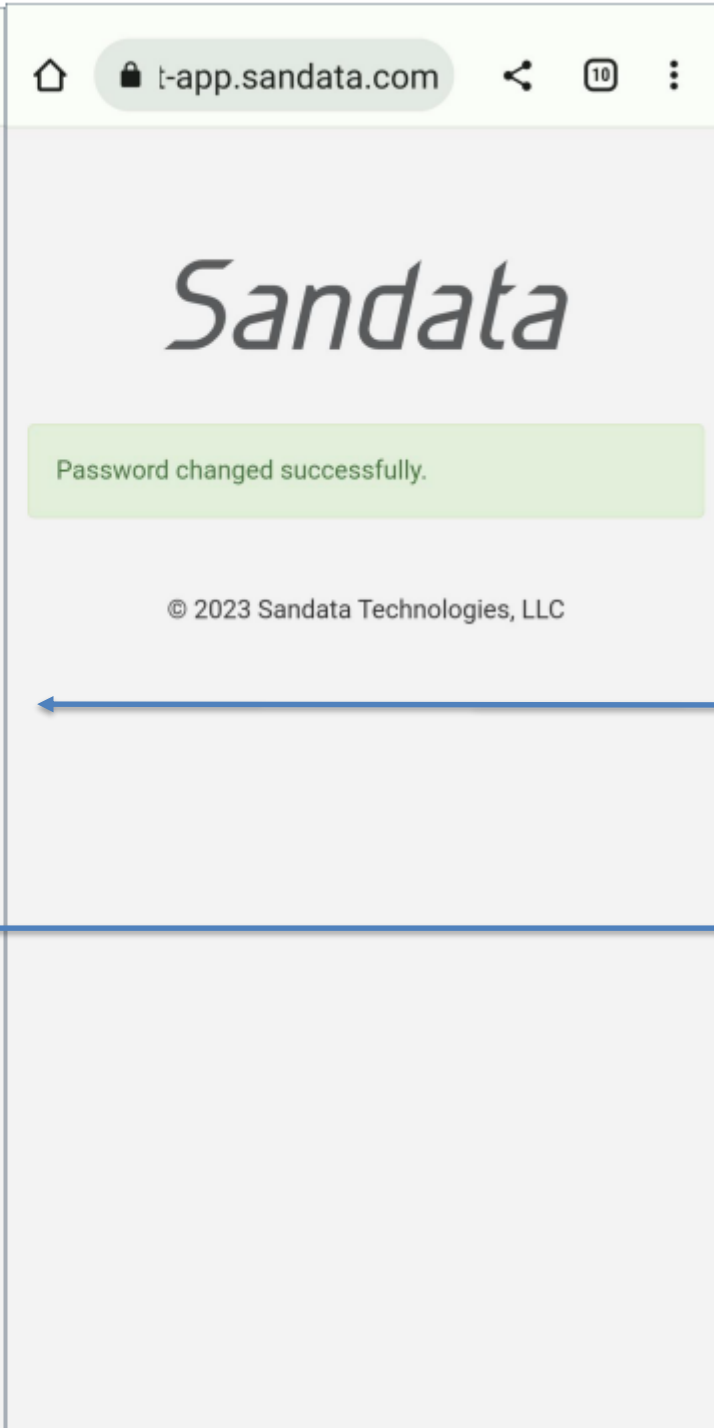 t-app.sandata.com
10
Sandata
Password changed successfully.
© 2023 Sandata Technologies, LLC